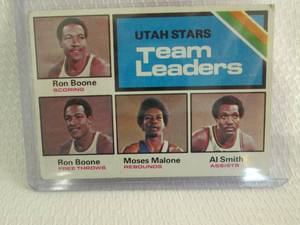 UTAH STARS
Team
Leaders
Ron Boone
SCORING
Ron Boone
FREE THROWS
Moses Malone
REBOUNDS
Al Smith
ASSISTS